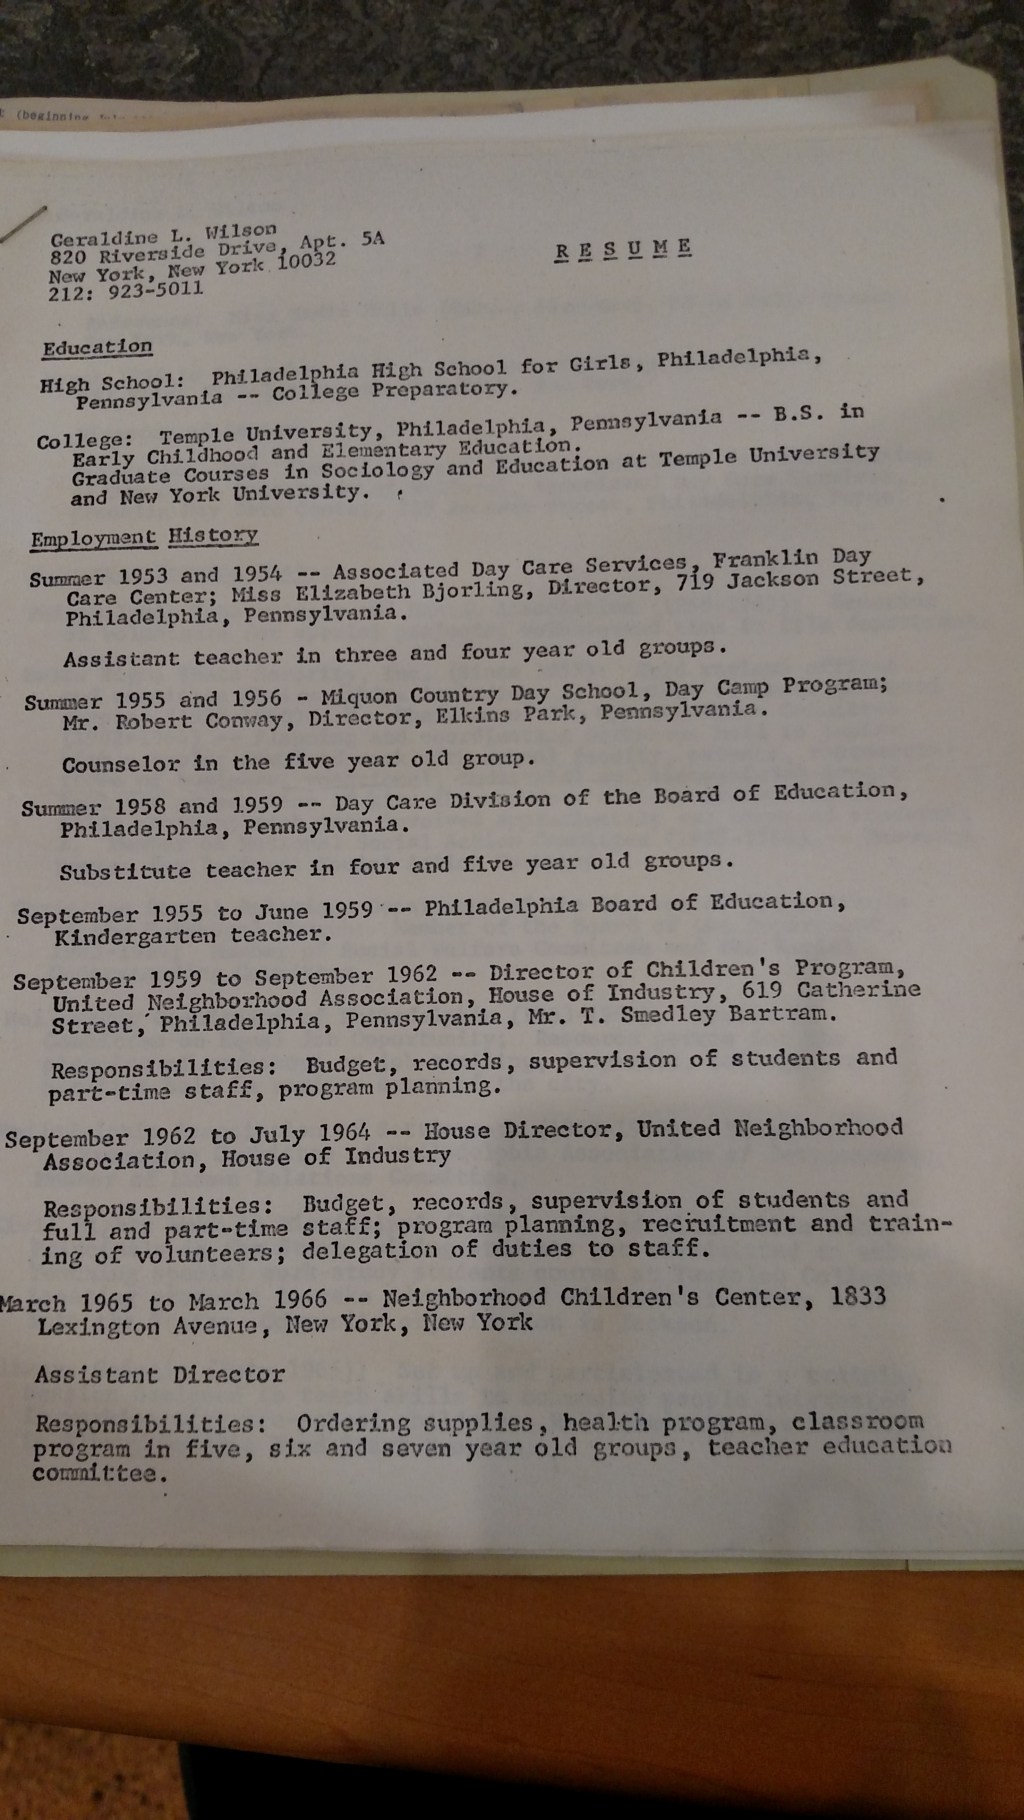 (beginning
Geraldine L. Wilson
820 Riverside Drive, Apt. 5A
New York, New York 10032
212: 923-5011
R E S U M E
Education
High School: Philadelphia High School for Girls, Philadelphia,
Pennsylvania -- College Preparatory.
College: Temple University, Philadelphia, Pennsylvania -- B.S. in
Early Childhood and Elementary Education.
Graduate Courses in Sociology and Education at Temple University
and New York University.
Employment History
Summer 1953 and 1954 -- Associated Day Care Services, Franklin Day
Care Center; Miss Elizabeth Bjorling, Director, 719 Jackson Street,
Philadelphia, Pennsylvania.
Assistant teacher in three and four year old groups.
Summer 1955 and 1956 - Miquon Country Day School, Day Camp Program;
Mr. Robert Conway, Director, Elkins Park, Pennsylvania.
Counselor in the five year old group.
Summer 1958 and 1959 -- Day Care Division of the Board of Education,
Philadelphia, Pennsylvania.
Substitute teacher in four and five year old groups.
September 1955 to June 1959 -- Philadelphia Board of Education,
Kindergarten teacher.
September 1959 to September 1962 -- Director of Children's Program,
United Neighborhood Association, House of Industry, 619 Catherine
Street, Philadelphia, Pennsylvania, Mr. T. Smedley Bartram.
Responsibilities: Budget, records, supervision of students and
part-time staff, program planning.
September 1962 to July 1964 -- House Director, United Neighborhood
Association, House of Industry
Responsibilities: Budget, records, supervision of students and
full and part-time staff; program planning, recruitment and train-
ing of volunteers; delegation of duties to staff.
March 1965 to March 1966 -- Neighborhood Children's Center, 1833
Lexington Avenue, New York, New York
Assistant Director
Responsibilities: Ordering supplies, health program, classroom
program in five, six and seven year old groups, teacher education
committee.